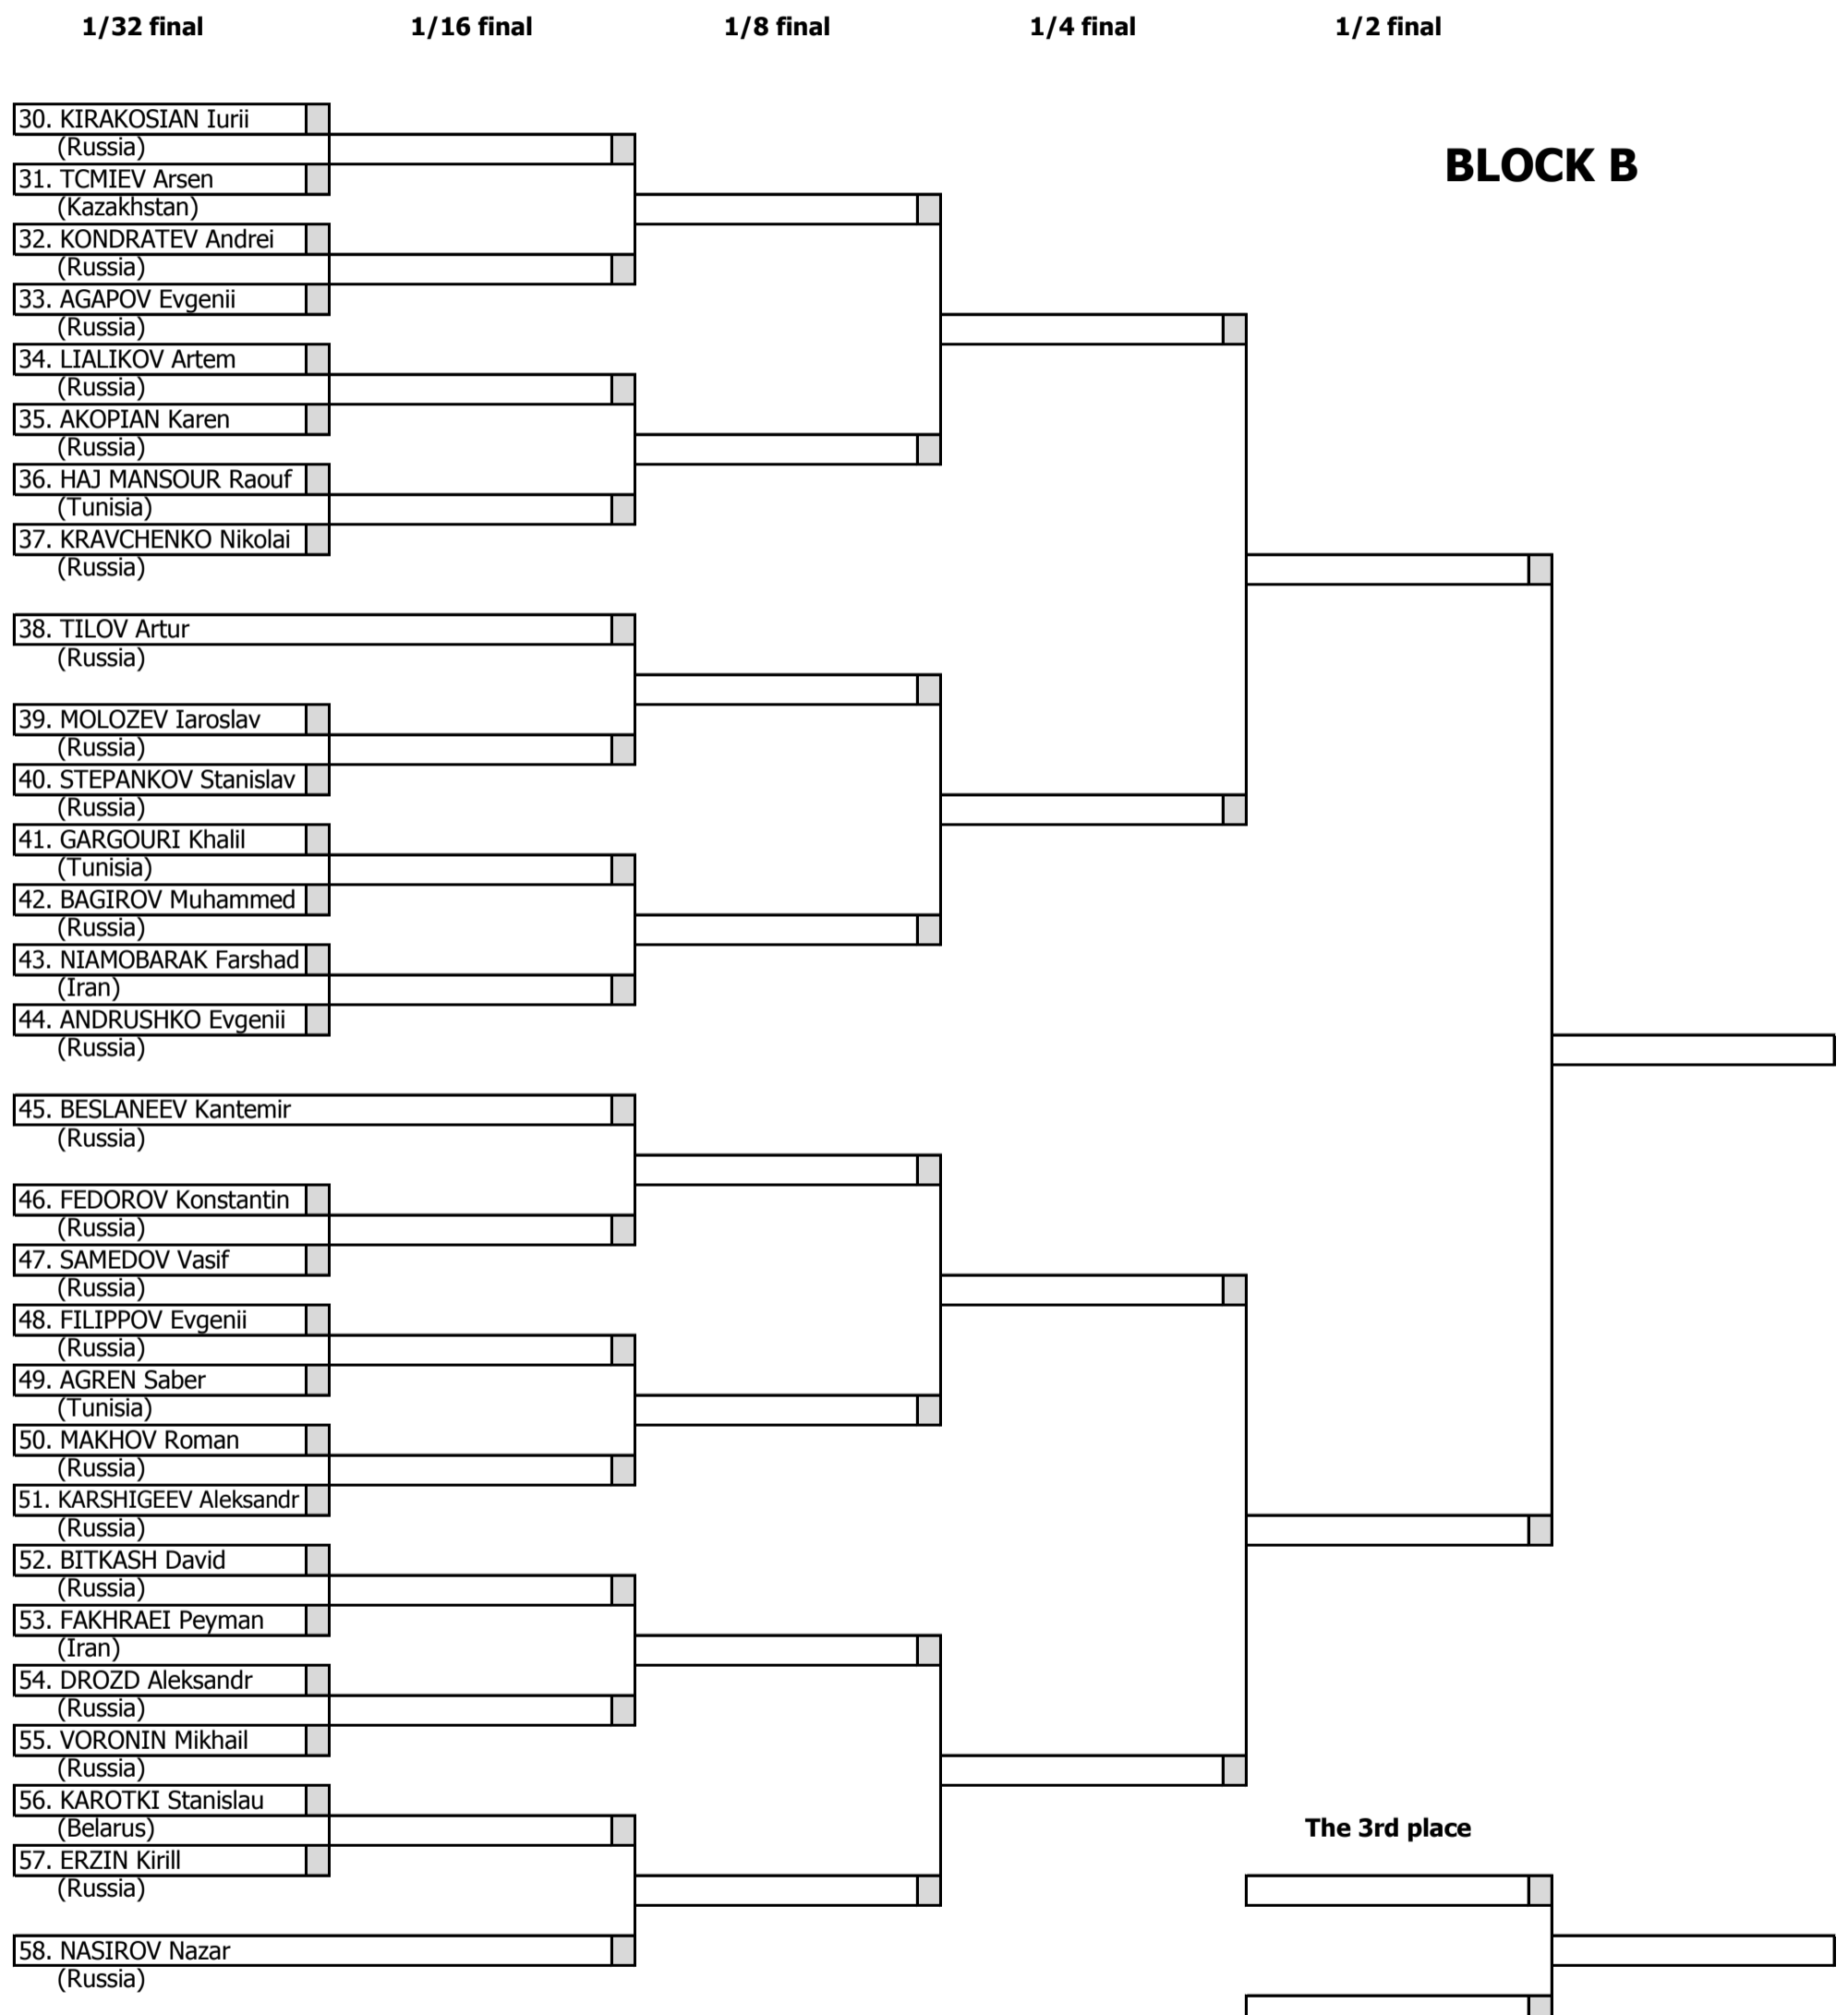 1/32 final 1/16 final 1/8 final 1/4 final 1/2 final
BLOCK B
30. KIRAKOSIAN Iurii
(Russia)
31. TCMIEV Arsen
(Kazakhstan)
32. KONDRATEV Andrei
(Russia)
33. AGAPOV Evgenii
(Russia)
34. LIALIKOV Artem
(Russia)
35. AKOPIAN Karen
(Russia)
36. HAJ MANSOUR Raouf
(Tunisia)
37. KRAVCHENKO Nikolai
(Russia)
38. TILOV Artur
(Russia)
39. MOLOZEV Iaroslav
(Russia)
40. STEPANKOV Stanislav
(Russia)
41. GARGOURI Khalil
(Tunisia)
42. BAGIROV Muhammed
(Russia)
43. NIAMOBARAK Farshad
(Iran)
44. ANDRUSHKO Evgenii
(Russia)
45. BESLANEEV Kantemir
(Russia)
46. FEDOROV Konstantin
(Russia)
47. SAMEDOV Vasif
(Russia)
48. FILIPPOV Evgenii
(Russia)
49. AGREN Saber
(Tunisia)
50. MAKHOV Roman
(Russia)
51. KARSHIGEEV Aleksandr
(Russia)
52. BITKASH David
(Russia)
53. FAKHRAEI Peyman
(Iran)
54. DROZD Aleksandr
(Russia)
55. VORONIN Mikhail
(Russia)
56. KAROTKI Stanislau
(Belarus)
57. ERZIN Kirill
(Russia)
58. NASIROV Nazar
(Russia)
The 3rd place